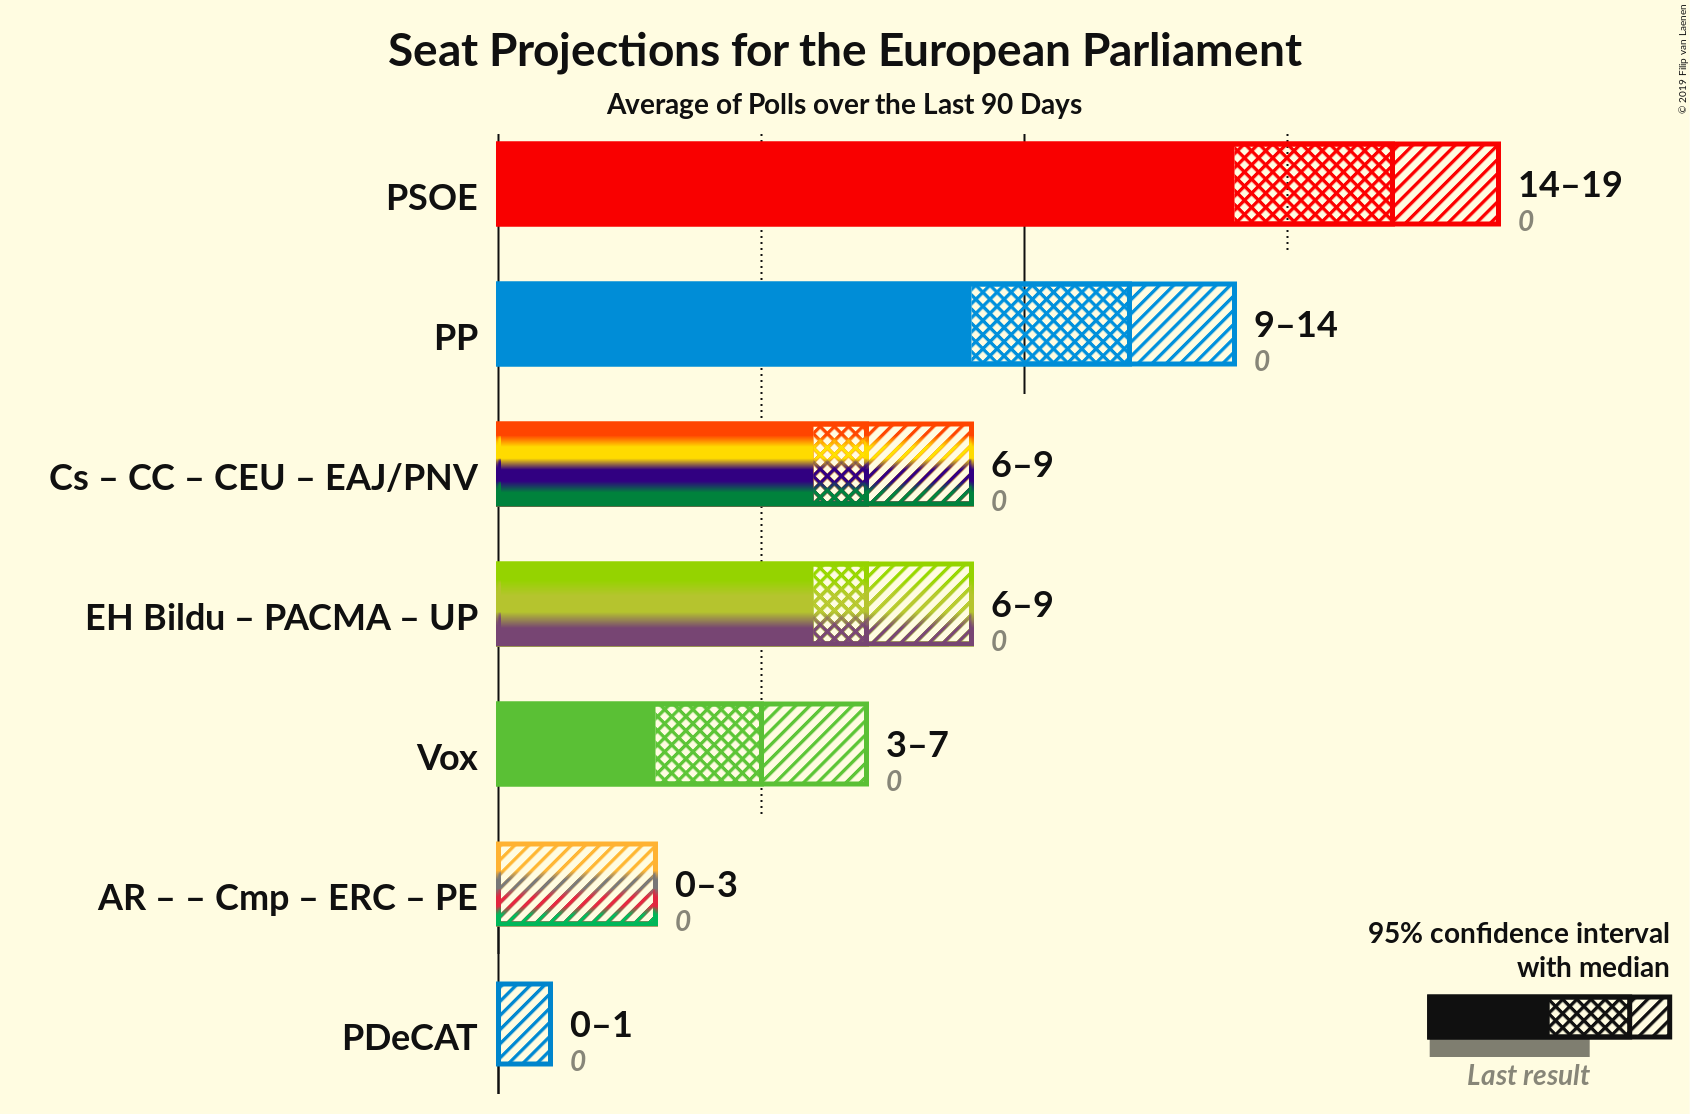 Seat Projections for the European Parliament
Average of Polls over the Last 90 Days
© 2019 Filip van Laenen
PSOE
14–19
0
PP
9–14
0
Cs – CC – CEU – EAJ/PNV
6–9
0
EH Bildu – PACMA – UP
6–9
0
Vox
3–7
0
AR – – Cmp – ERC – PE
0–3
0
PDeCAT
0–1
0
95% confidence interval
with median
Last result